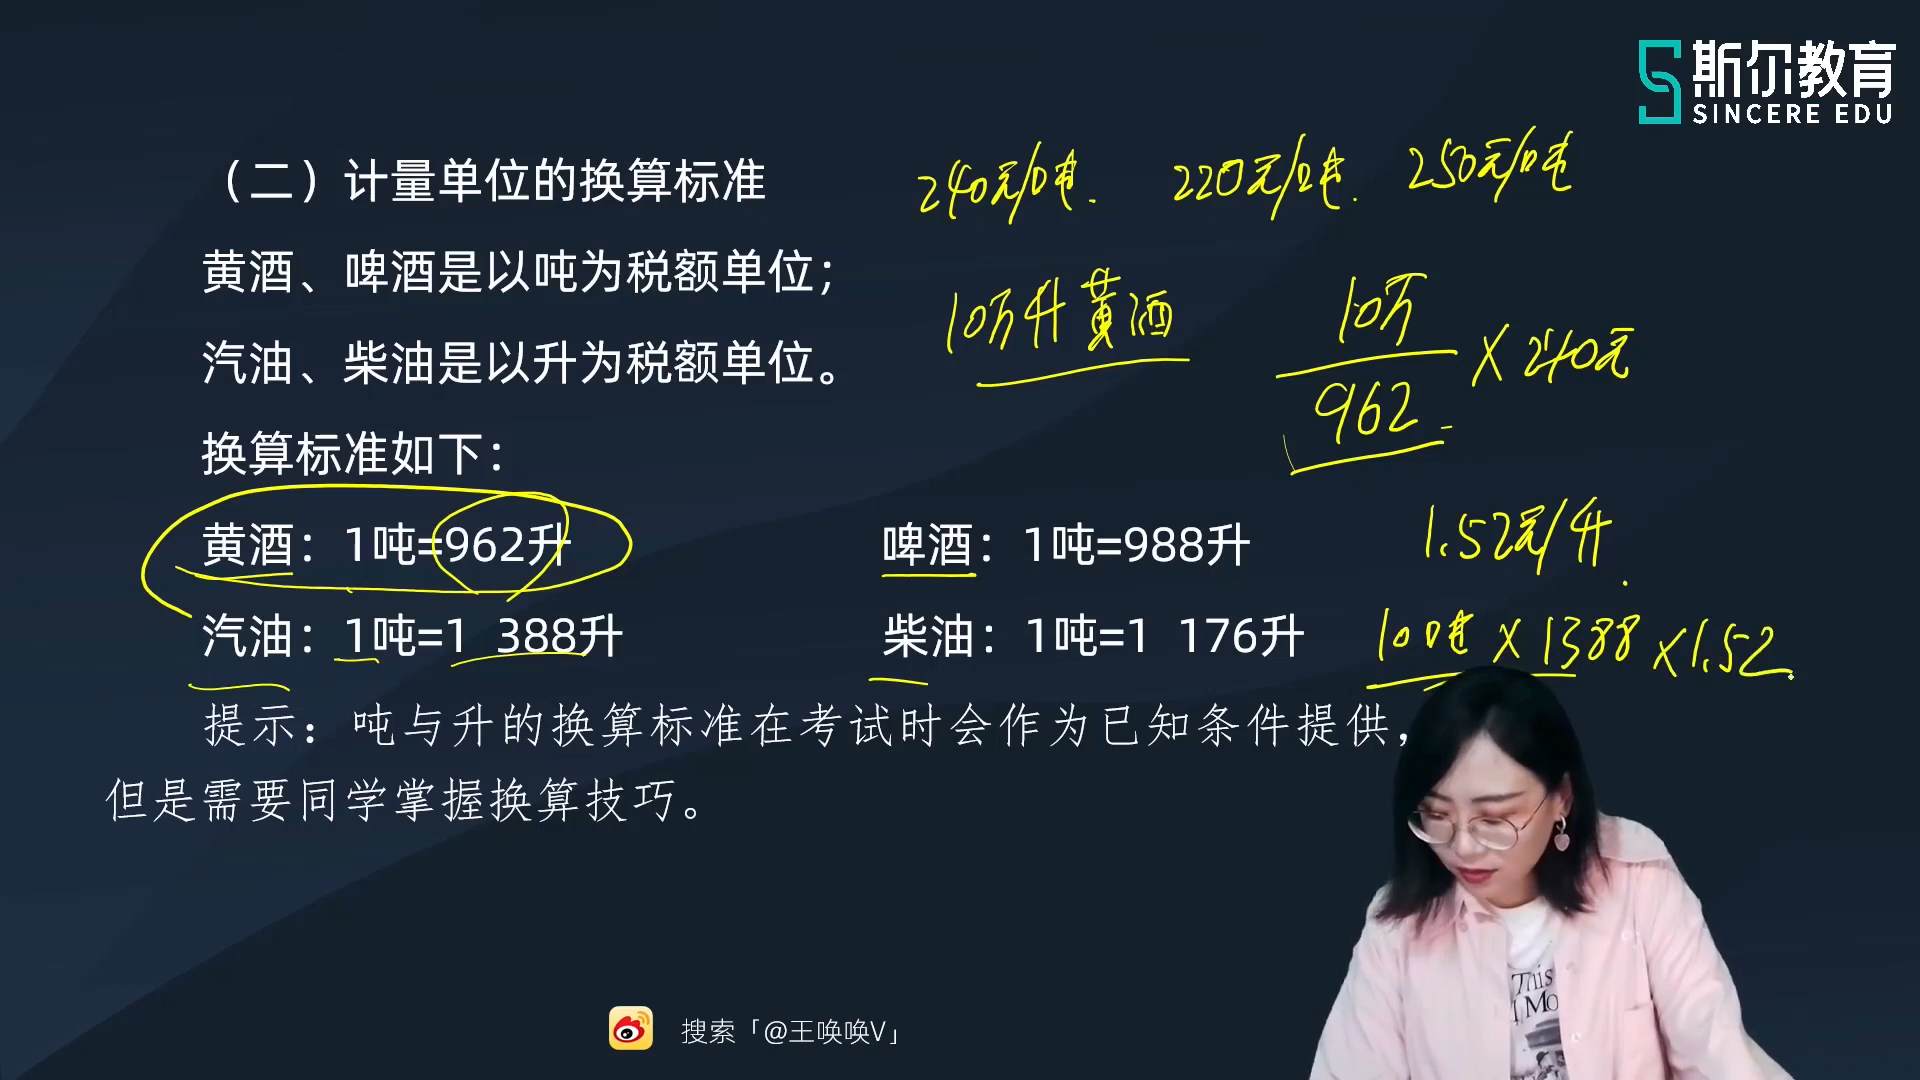 斯尔教育
SINCERE EDU
（二）计量单位的换算标准
240元/吨. 220元/吨. 250元/吨
黄酒、啤酒是以吨为税额单位；
10万升黄酒
10万
962
×240元
汽油、柴油是以升为税额单位。
换算标准如下：
黄酒：1吨=962升 啤酒：1吨=988升
1.52元/升
汽油：1吨=1 388升 柴油：1吨=1 176升
10吨×1388×1.52
提示：吨与升的换算标准在考试时会作为已知条件提供，
但是需要同学掌握换算技巧。
This
Mo
搜索「@王唤唤V」